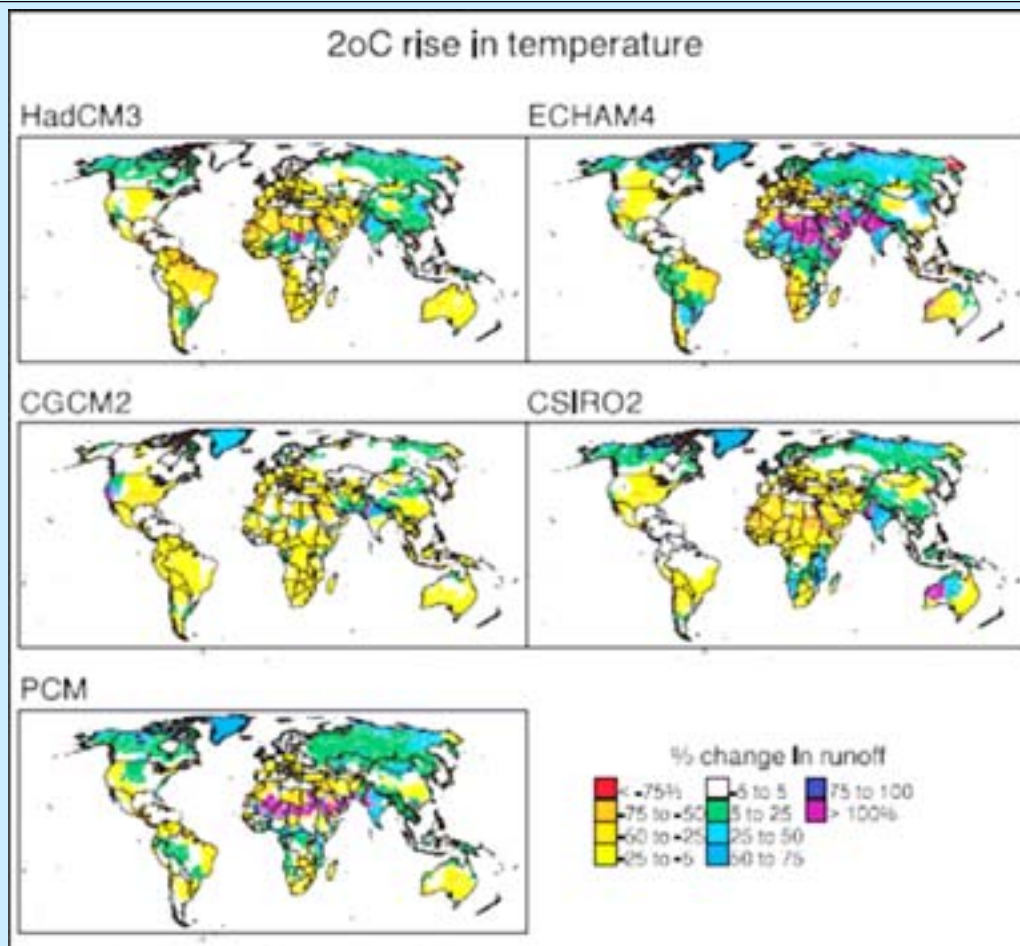 2oC rise in temperature
HadCM3
ECHAM4
CGCM2
CSIRO2
PCM
% change in runoff
< -75%
-75 to -50
-50 to -25
-25 to -5
-5 to 5
5 to 25
25 to 50
50 to 75
75 to 100
> 100%